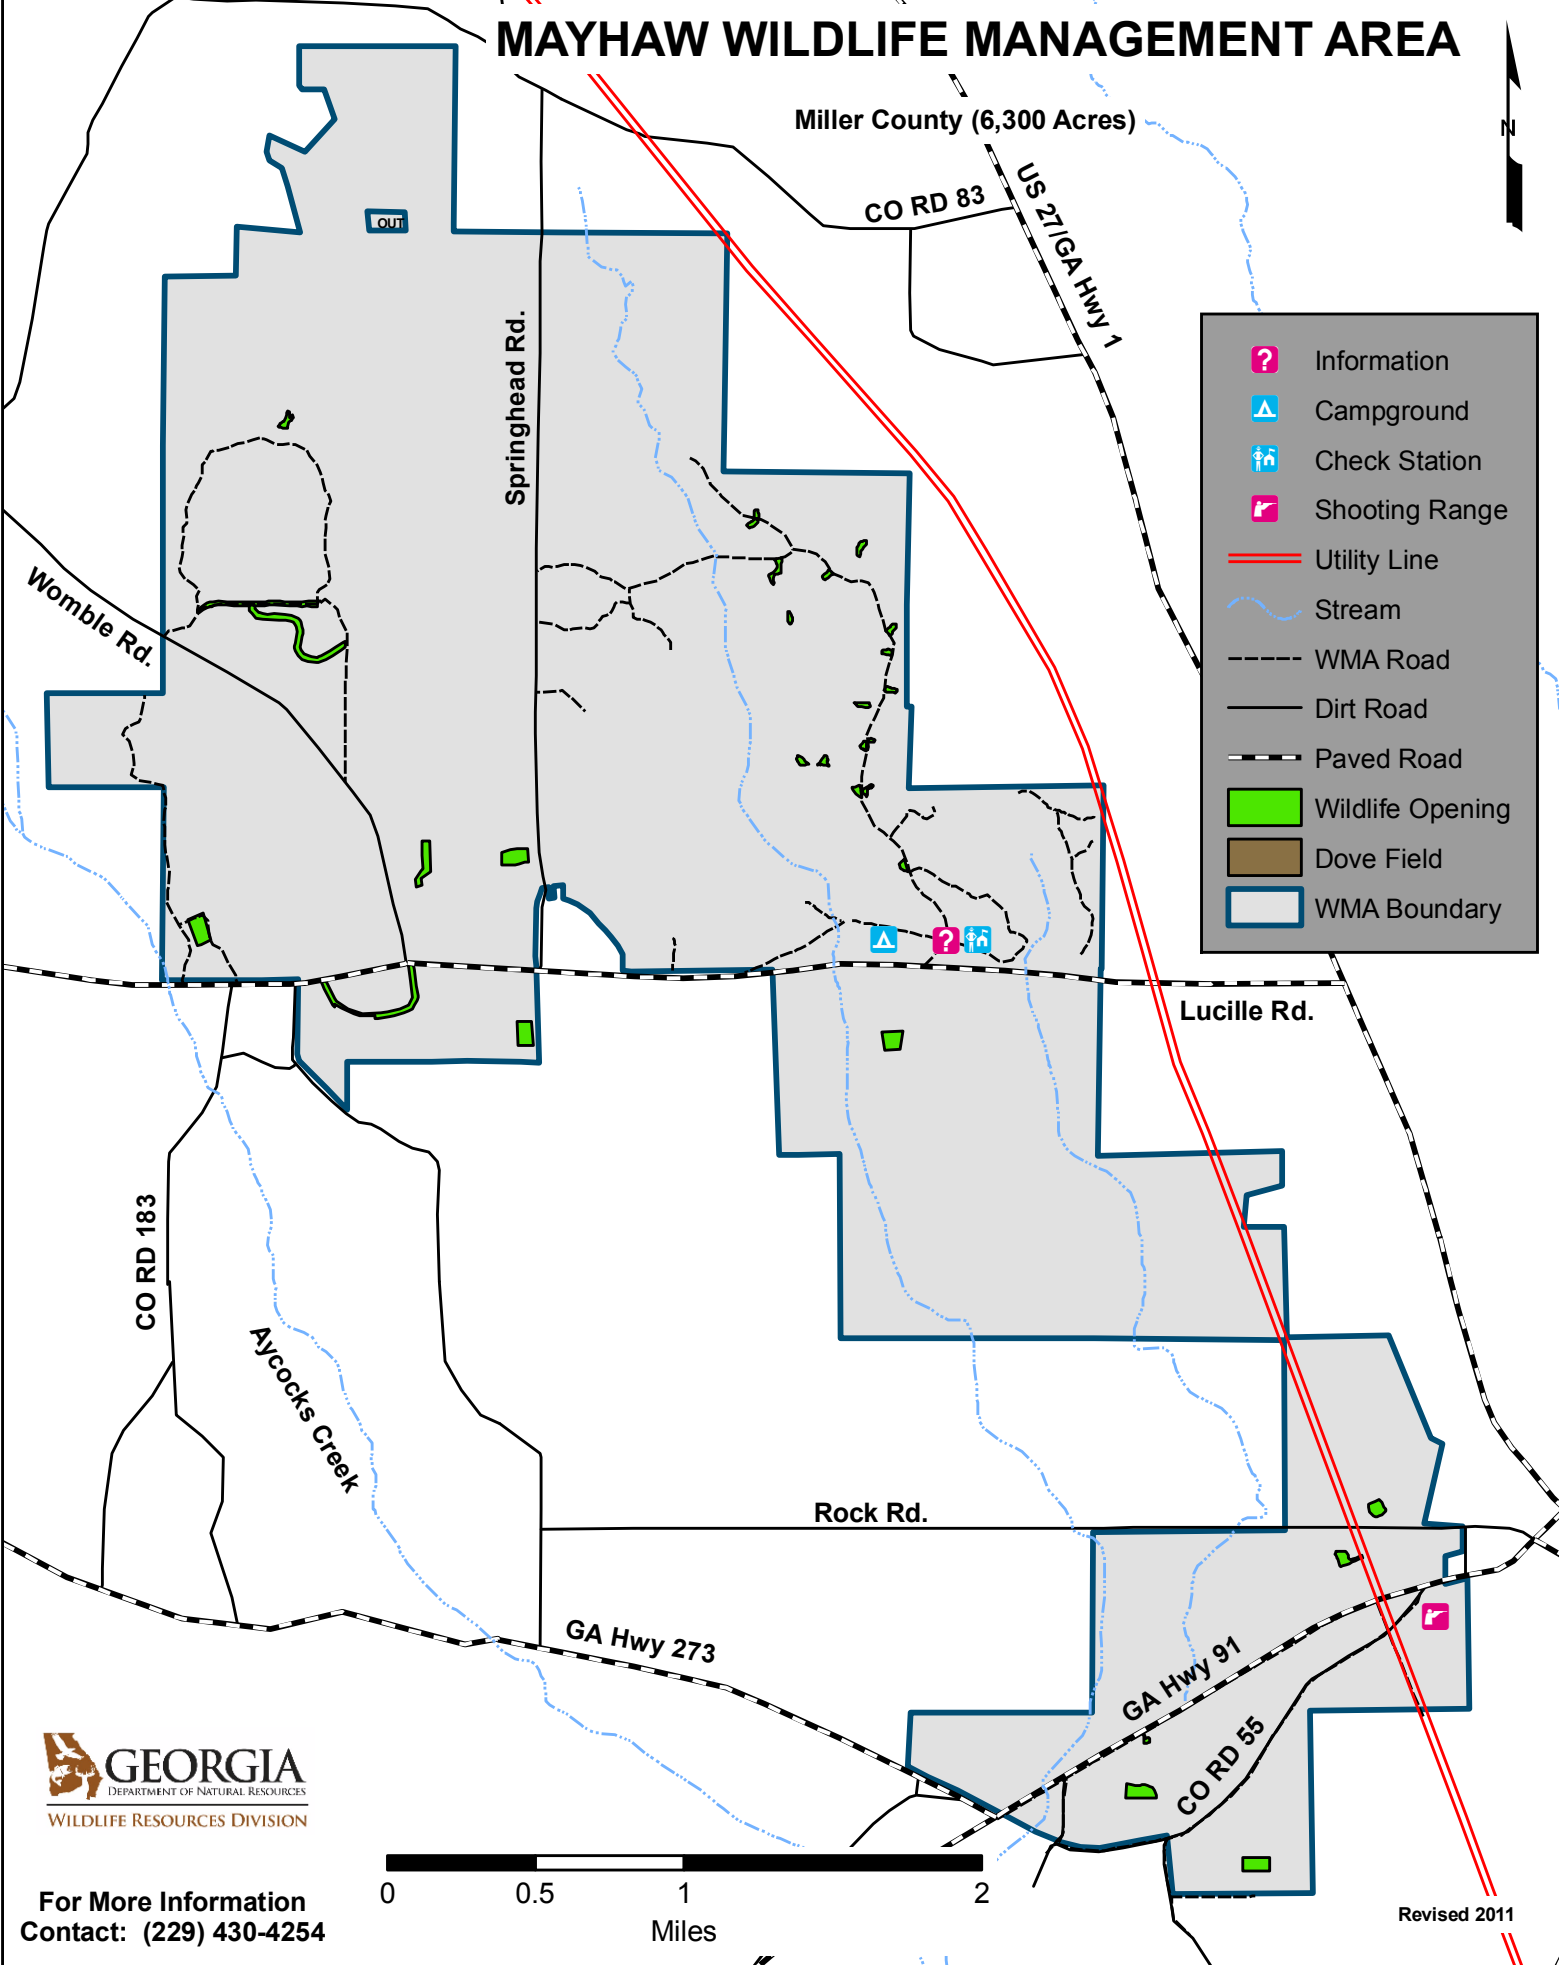 MAYHAW WILDLIFE MANAGEMENT AREA
Miller County (6,300 Acres)
N
CO RD 83
US 27/GA Hwy 1
OUT
Springhead Rd.
Womble Rd.
Information
Campground
Check Station
Shooting Range
Utility Line
Stream
WMA Road
Dirt Road
Paved Road
Wildlife Opening
Dove Field
WMA Boundary
?
?
Lucille Rd.
CO RD 183
Aycocks Creek
Rock Rd.
GA Hwy 273
GA Hwy 91
CO RD 55
GEORGIA
DEPARTMENT OF NATURAL RESOURCES
WILDLIFE RESOURCES DIVISION
For More Information
Contact: (229) 430-4254
0 0.5 1 2
Miles
Revised 2011